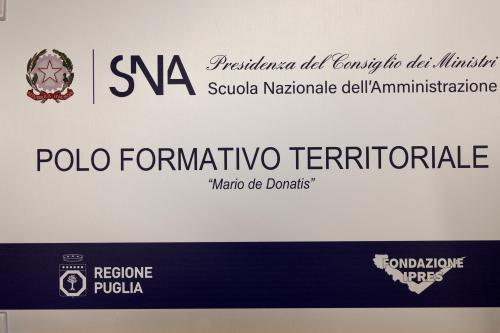 SNA
Presidenza del Consiglio dei Ministri
Scuola Nazionale dell'Amministrazione
POLO FORMATIVO TERRITORIALE
"Mario de Donatis"
REGIONE
PUGLIA
FONDAZIONE
IPRES